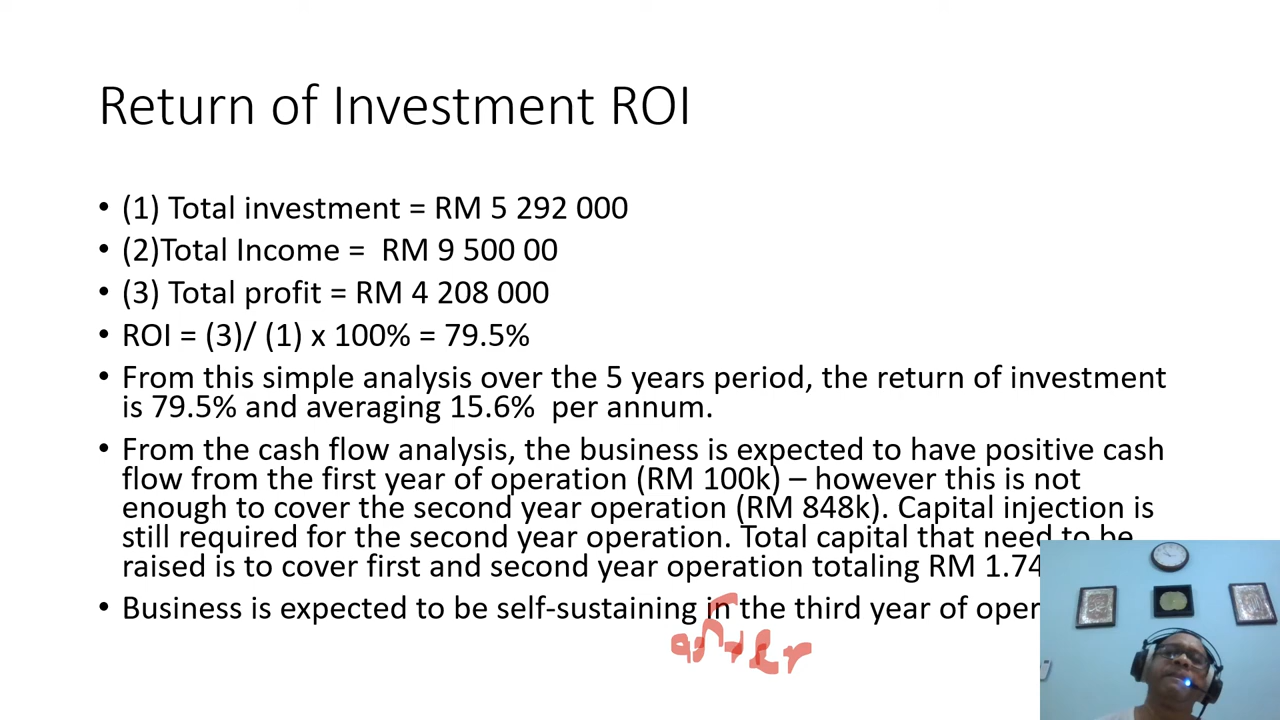 Return of Investment ROI
• (1) Total investment = RM 5 292 000
• (2)Total Income = RM 9 500 00
• (3) Total profit = RM 4 208 000
• ROI = (3)/ (1) x 100% = 79.5%
• From this simple analysis over the 5 years period, the return of investment
is 79.5% and averaging 15.6% per annum.
• From the cash flow analysis, the business is expected to have positive cash
flow from the first year of operation (RM 100k) – however this is not
enough to cover the second year operation (RM 848k). Capital injection is
still required for the second year operation. Total capital that need to be
raised is to cover first and second year operation totaling RM 1.74
• Business is expected to be self-sustaining in the third year of oper
after